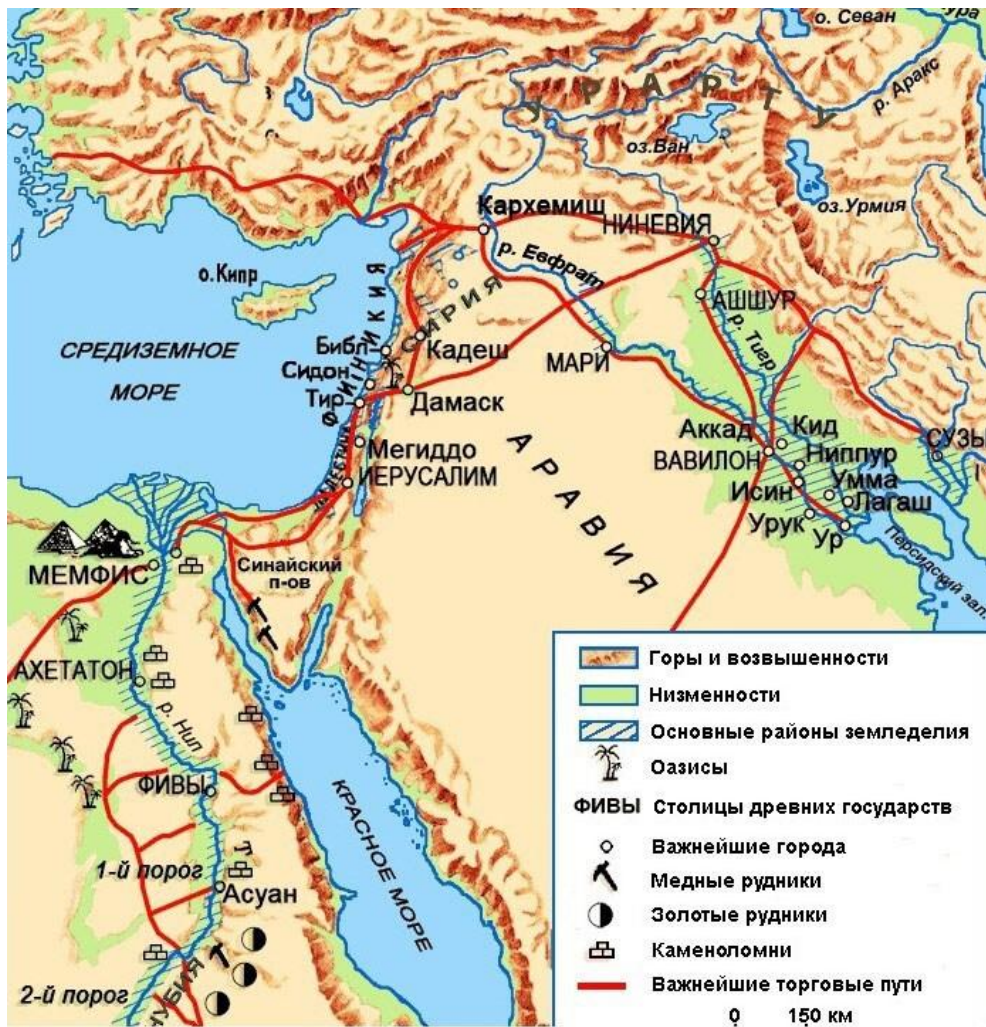 о. Севан
УРАРТУ
р. Аракс
оз.Ван
оз.Урмия
Кархемиш
НИНЕВИЯ
р. Евфрат
о.Кипр
АШШУР
р. Тигр
СИРИЯ
ФИНИКИЯ
СРЕДИЗЕМНОЕ
МОРЕ
Библ
Кадеш
МАРИ
Сидон
Тир
Дамаск
АРАВИЯ
Мегиддо
ИЕРУСАЛИМ
Аккад
Кид
СУЗЫ
ВАВИЛОН
Ниппур
Исин
Умма
Лагаш
Урук
Ур
Персидский зал.
Синайский
п-ов
МЕМФИС
АХЕТАТОН
р. Нил
ФИВЫ
КРАСНОЕ МОРЕ
1-й порог
Асуан
2-й порог
НУБИЯ
Горы и возвышенности
Низменности
Основные районы земледелия
Оазисы
ФИВЫ Столицы древних государств
Важнейшие города
Медные рудники
Золотые рудники
Каменоломни
Важнейшие торговые пути
0 150 км